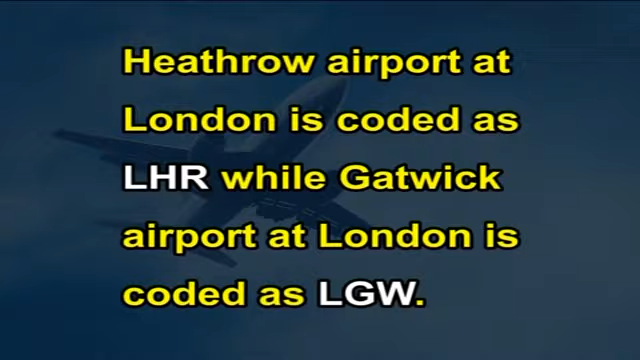 Heathrow airport at
London is coded as
LHR while Gatwick
airport at London is
coded as LGW.